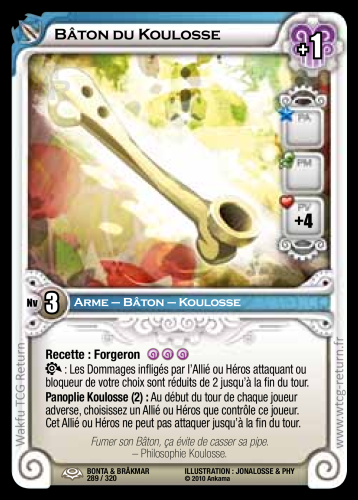 Bâton du Koulosse
+1
PA
PM
PV
+4
Nv 3
Arme – Bâton – Koulosse
Recette : Forgeron
: Les Dommages infligés par l'Allié ou Héros attaquant ou
bloqueur de votre choix sont réduits de 2 jusqu'à la fin du tour.
Panoplie Koulosse (2) : Au début du tour de chaque joueur
adverse, choisissez un Allié ou Héros que contrôle ce joueur.
Cet Allié ou Héros ne peut pas attaquer jusqu'à la fin du tour.
Fumer son Bâton, ça évite de casser sa pipe.
– Philosophie Koulosse.
BONTA & BRÂKMAR
289 / 320
ILLUSTRATION : JONALOSSE & PHY
© 2010 Ankama
Wakfu TCG Return
www.wtcg-return.fr